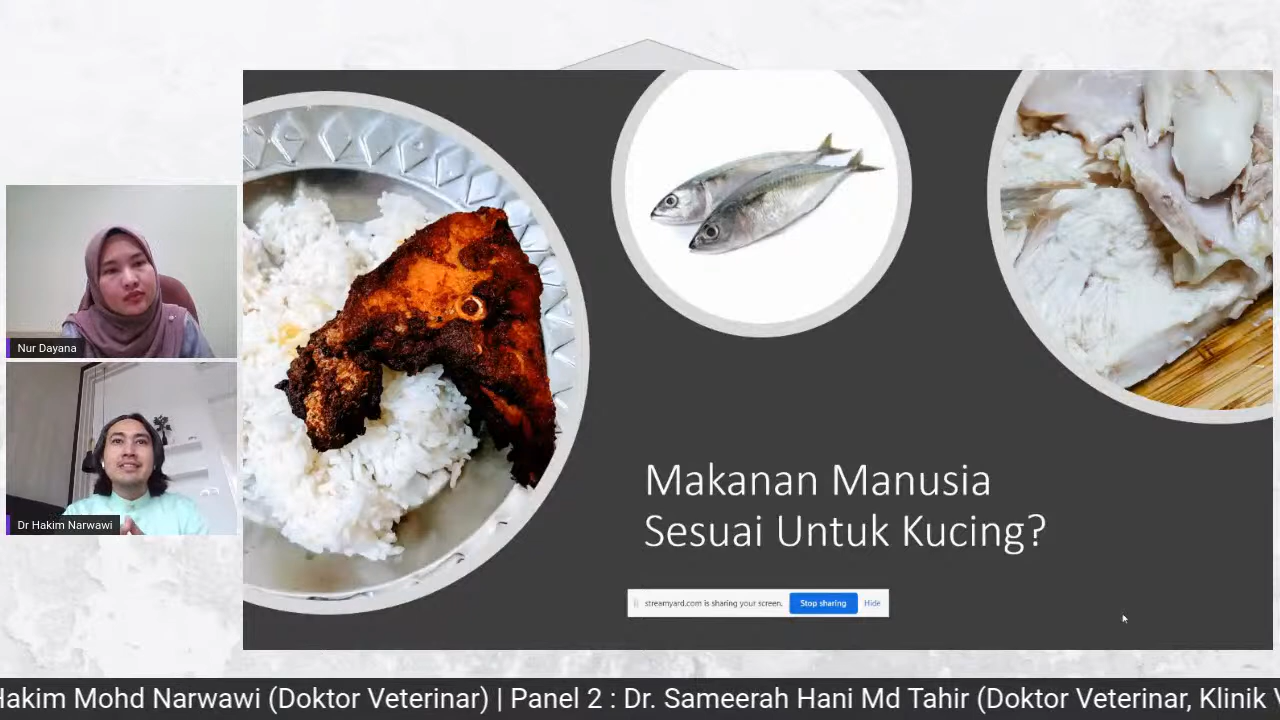 Nur Dayana
Dr Hakim Narwawi
Makanan Manusia
Sesuai Untuk Kucing?
streamyard.com is sharing your screen.
Stop sharing
Hide
Hakim Mohd Narwawi (Doktor Veterinar) | Panel 2 : Dr. Sameerah Hani Md Tahir (Doktor Veterinar, Klinik